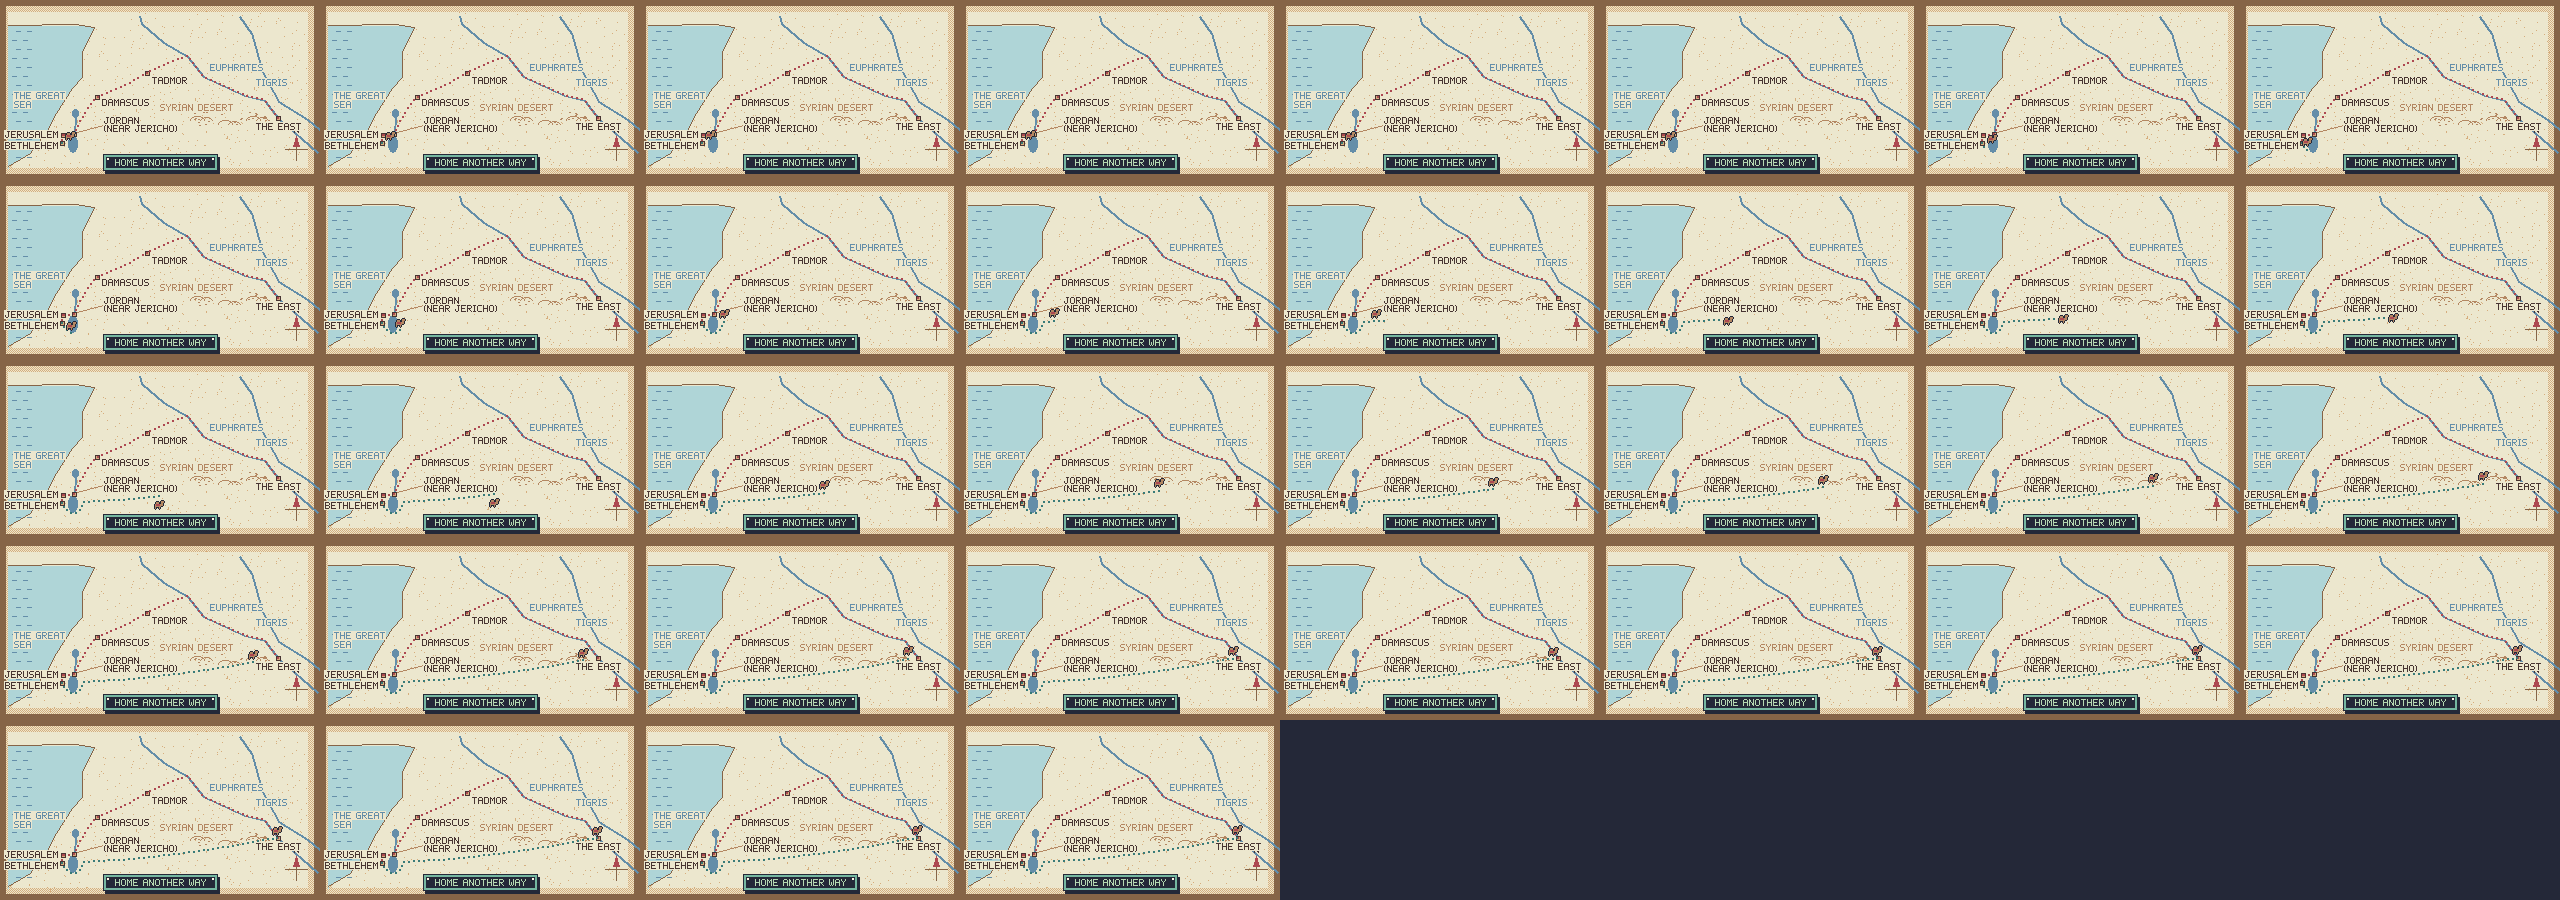 EUPHRATES
TADMOR
TIGRIS
THE GREAT
SEA
DAMASCUS
SYRIAN DESERT
JORDAN
(NEAR JERICHO)
THE EAST
JERUSALEM
BETHLEHEM
HOME ANOTHER WAY